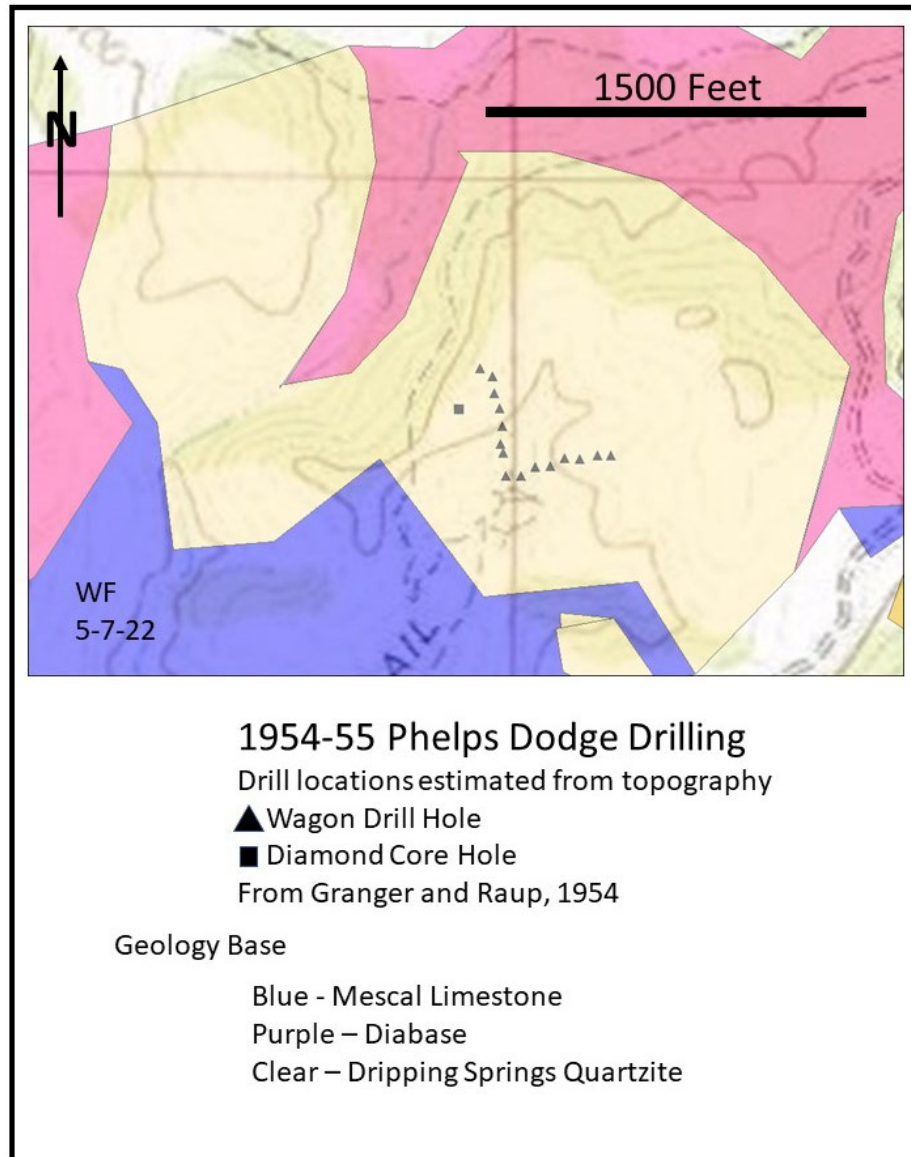 1500 Feet
N
WF
5-7-22
AIL
1954-55 Phelps Dodge Drilling
Drill locations estimated from topography
Wagon Drill Hole
Diamond Core Hole
From Granger and Raup, 1954
Geology Base
Blue - Mescal Limestone
Purple – Diabase
Clear – Dripping Springs Quartzite